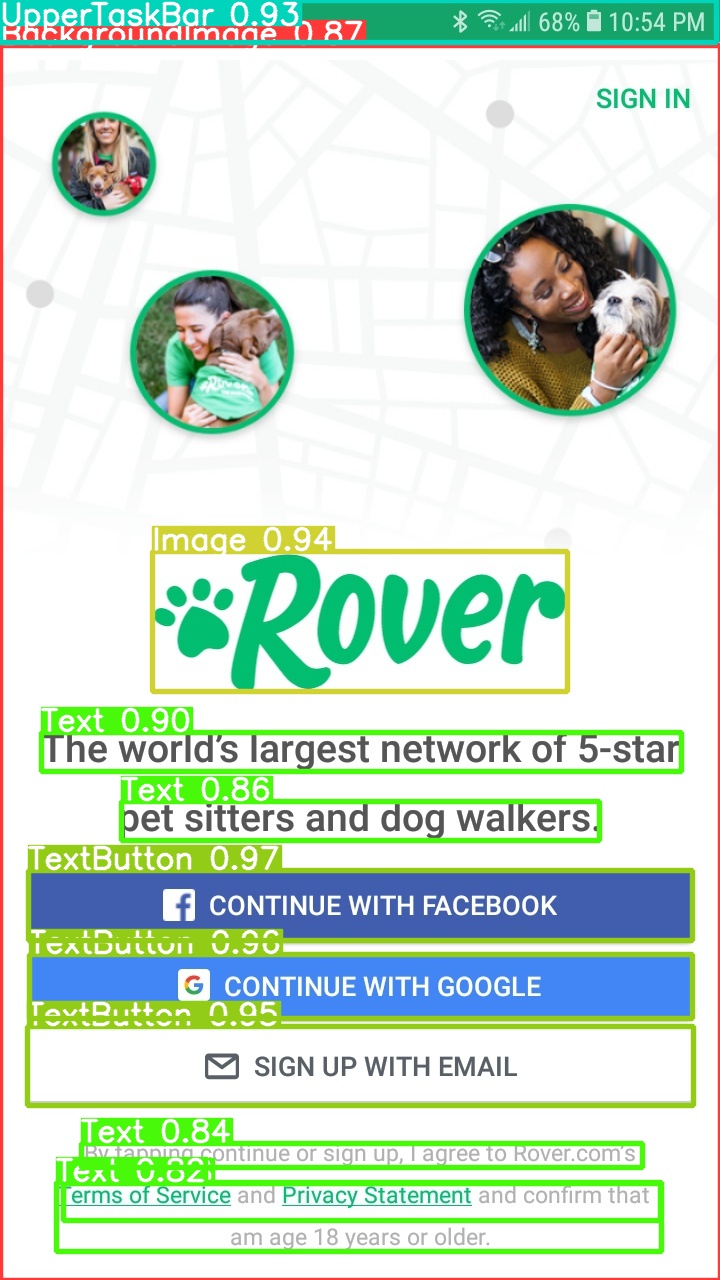 UpperTaskBar 0.93
BackgroundImage 0.87
68% 10:54 PM
SIGN IN
Rover
Image 0.94
Rover
Text 0.90
The world's largest network of 5-star
Text 0.86
pet sitters and dog walkers.
TextButton 0.97
CONTINUE WITH FACEBOOK
TextButton 0.96
CONTINUE WITH GOOGLE
TextButton 0.95
SIGN UP WITH EMAIL
Text 0.84
By tapping continue or sign up, I agree to Rover.com's
Text 0.82
Terms of Service and Privacy Statement and confirm that
am age 18 years or older.